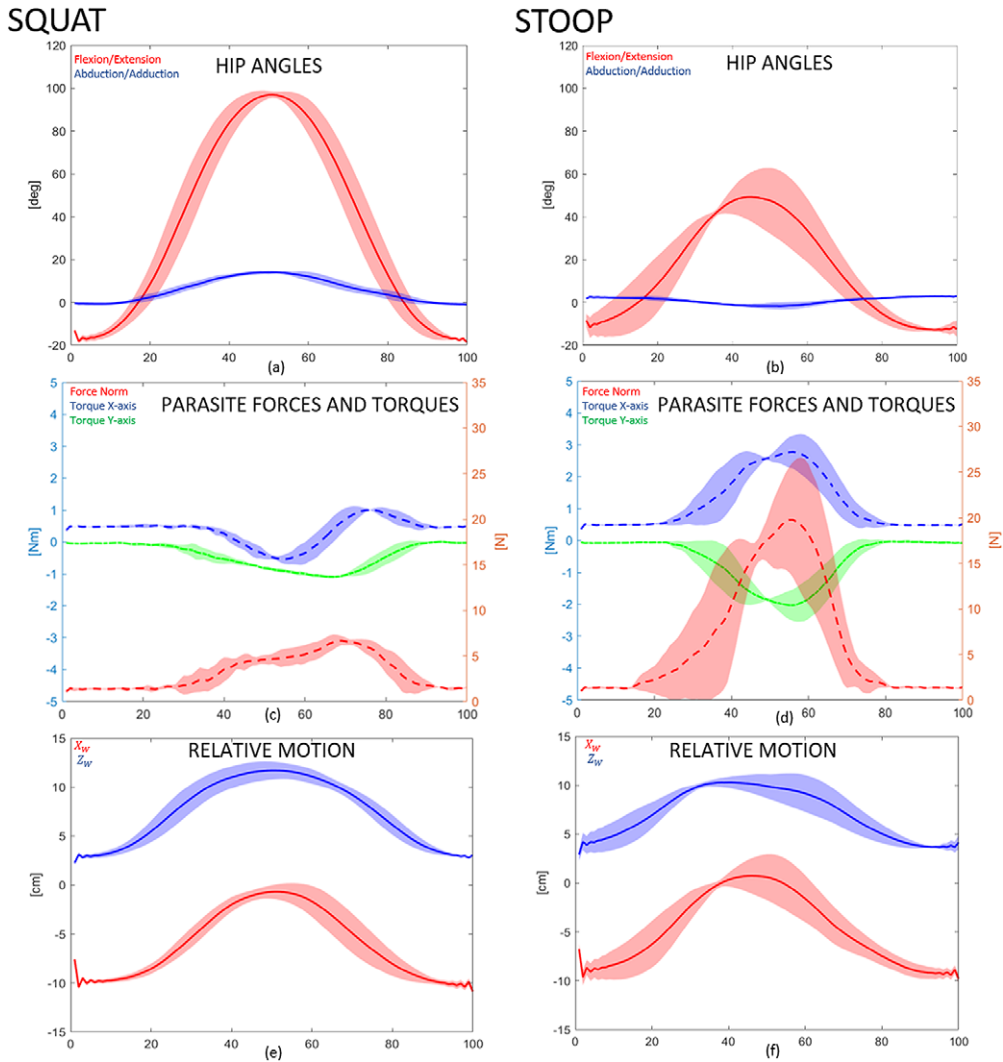 SQUAT
STOOP
Flexion/Extension
Abduction/Adduction
HIP ANGLES
[deg]
120
100
80
60
40
20
0
-20
0 20 40 60 80 100
(a)
Flexion/Extension
Abduction/Adduction
HIP ANGLES
[deg]
120
100
80
60
40
20
0
-20
0 20 40 60 80 100
(b)
Force Norm
Torque X-axis
Torque Y-axis
PARASITE FORCES AND TORQUES
[Nm]
5
4
3
2
1
0
-1
-2
-3
-4
-5
[N]
35
30
25
20
15
10
5
0
0 20 40 60 80 100
(c)
Force Norm
Torque X-axis
Torque Y-axis
PARASITE FORCES AND TORQUES
[Nm]
5
4
3
2
1
0
-1
-2
-3
-4
-5
[N]
35
30
25
20
15
10
5
0
0 20 40 60 80 100
(d)
X_W
Z_W
RELATIVE MOTION
[cm]
15
10
5
0
-5
-10
-15
0 20 40 60 80 100
(e)
X_W
Z_W
RELATIVE MOTION
[cm]
15
10
5
0
-5
-10
-15
0 20 40 60 80 100
(f)